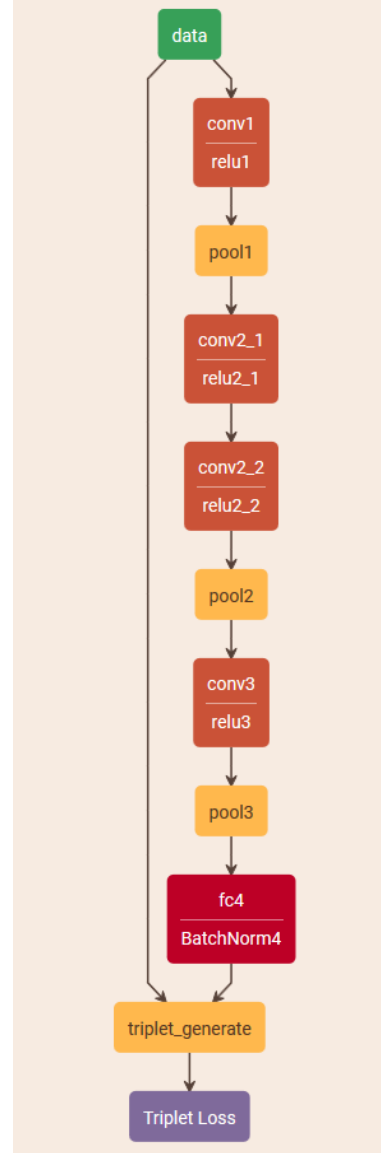 data
conv1
relu1
pool1
conv2_1
relu2_1
conv2_2
relu2_2
pool2
conv3
relu3
pool3
fc4
BatchNorm4
triplet_generate
Triplet Loss